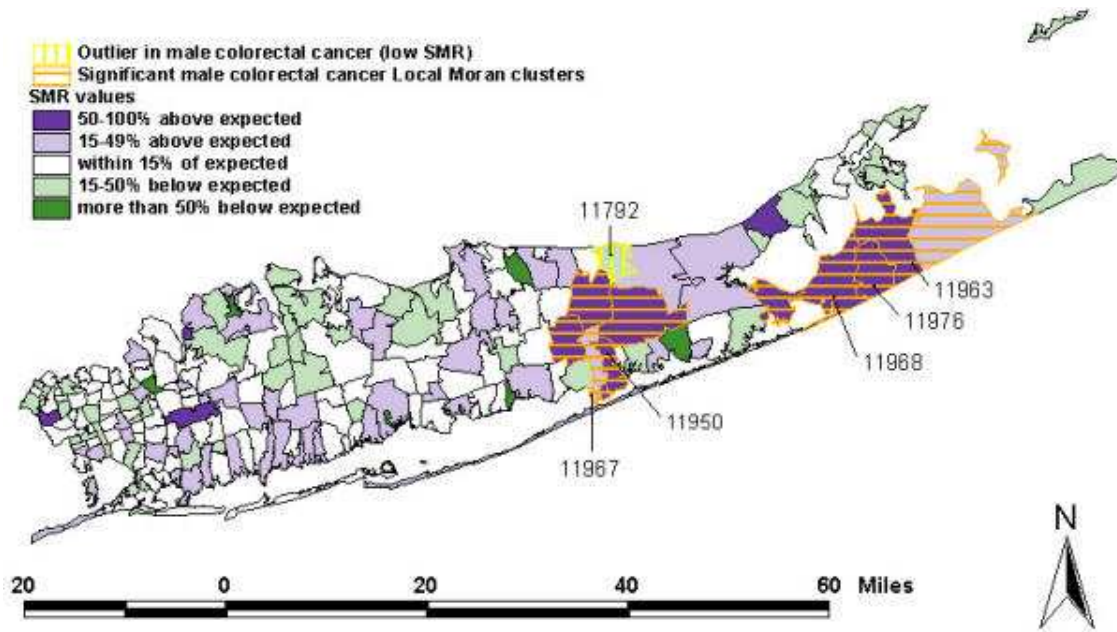 Outlier in male colorectal cancer (low SMR)
Significant male colorectal cancer Local Moran clusters
SMR values
50-100% above expected
15-49% above expected
within 15% of expected
15-50% below expected
more than 50% below expected
11792
11963
11976
11968
11950
11967
N
20 0 20 40 60 Miles